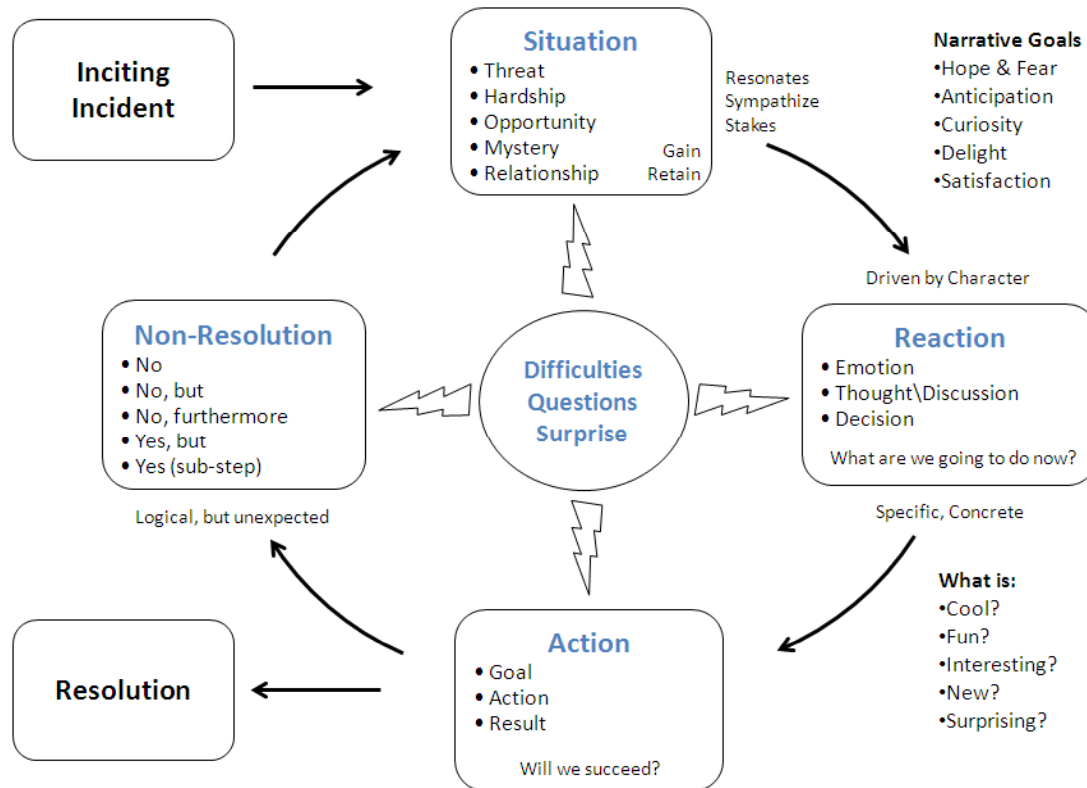 Inciting
Incident
Situation
• Threat
• Hardship
• Opportunity
• Mystery
• Relationship
Gain
Retain
Resonates
Sympathize
Stakes
Narrative Goals
•Hope & Fear
•Anticipation
•Curiosity
•Delight
•Satisfaction
Driven by Character
Non-Resolution
• No
• No, but
• No, furthermore
• Yes, but
• Yes (sub-step)
Logical, but unexpected
Difficulties
Questions
Surprise
Reaction
• Emotion
• Thought\Discussion
• Decision
What are we going to do now?
Specific, Concrete
What is:
•Cool?
•Fun?
•Interesting?
•New?
•Surprising?
Action
• Goal
• Action
• Result
Will we succeed?
Resolution